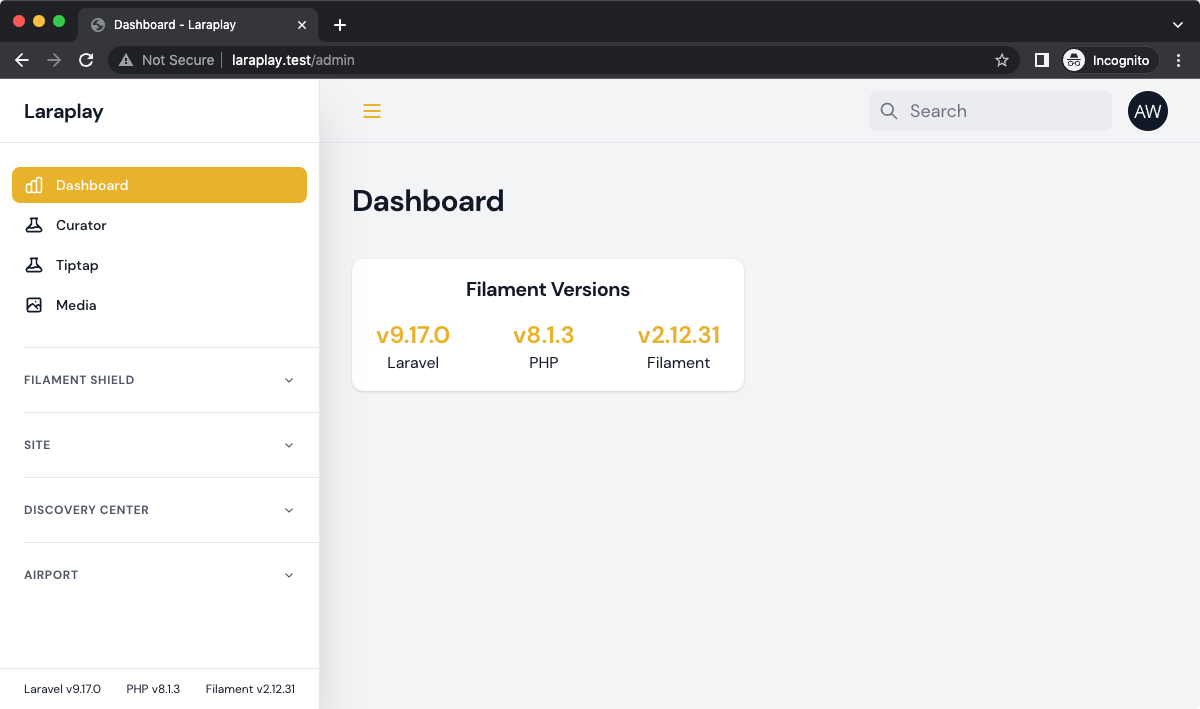 Dashboard - Laraplay
Not Secure laraplay.test/admin
Incognito
Laraplay
Search
AW
Dashboard
Curator
Tiptap
Media
FILAMENT SHIELD
SITE
DISCOVERY CENTER
AIRPORT
Laravel v9.17.0 PHP v8.1.3 Filament v2.12.31
Dashboard
Filament Versions
v9.17.0 v8.1.3 v2.12.31
Laravel PHP Filament